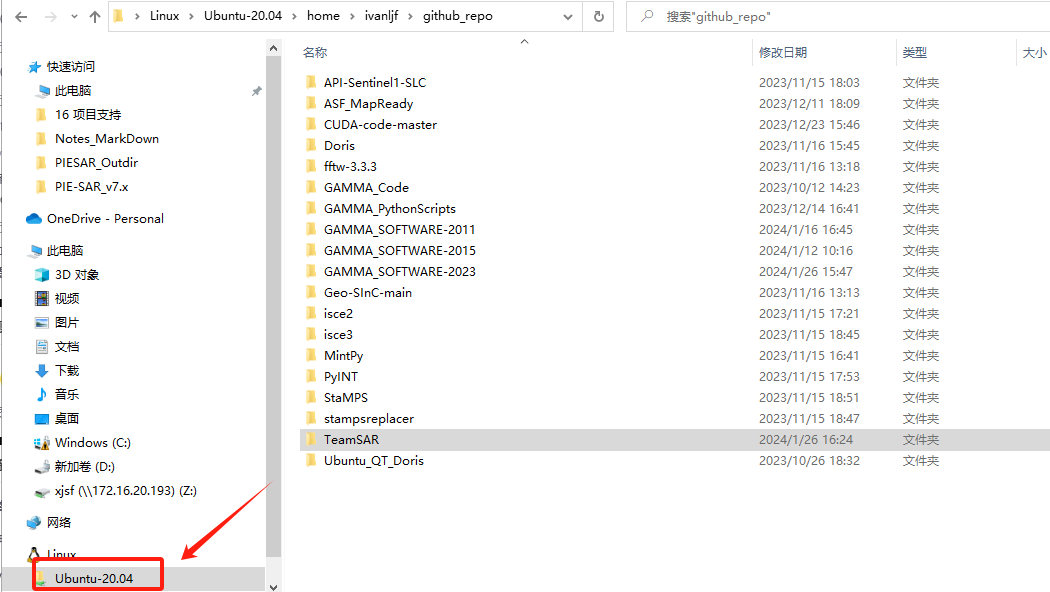 Linux Ubuntu-20.04 home ivanljf github_repo
搜索"github_repo"
快速访问
此电脑
16 项目支持
Notes_MarkDown
PIESAR_Outdir
PIE-SAR_v7.x
OneDrive - Personal
此电脑
3D 对象
视频
图片
文档
下载
音乐
桌面
Windows (C:)
新加卷 (D:)
xjsf (\\172.16.20.193) (Z:)
网络
Linux
Ubuntu-20.04
名称 修改日期 类型 大小
API-Sentinel1-SLC 2023/11/15 18:03 文件夹
ASF_MapReady 2023/12/11 18:09 文件夹
CUDA-code-master 2023/12/23 15:46 文件夹
Doris 2023/11/16 15:45 文件夹
fftw-3.3.3 2023/11/16 13:18 文件夹
GAMMA_Code 2023/10/12 14:23 文件夹
GAMMA_PythonScripts 2023/12/14 16:41 文件夹
GAMMA_SOFTWARE-2011 2024/1/16 16:45 文件夹
GAMMA_SOFTWARE-2015 2024/1/12 10:16 文件夹
GAMMA_SOFTWARE-2023 2024/1/26 15:47 文件夹
Geo-SInC-main 2023/11/16 13:13 文件夹
isce2 2023/11/15 17:21 文件夹
isce3 2023/11/15 18:45 文件夹
MintPy 2023/11/15 16:41 文件夹
PyINT 2023/11/15 17:53 文件夹
StaMPS 2023/11/15 18:51 文件夹
stampsreplacer 2023/11/15 18:47 文件夹
TeamSAR 2024/1/26 16:24 文件夹
Ubuntu_QT_Doris 2023/10/26 18:32 文件夹